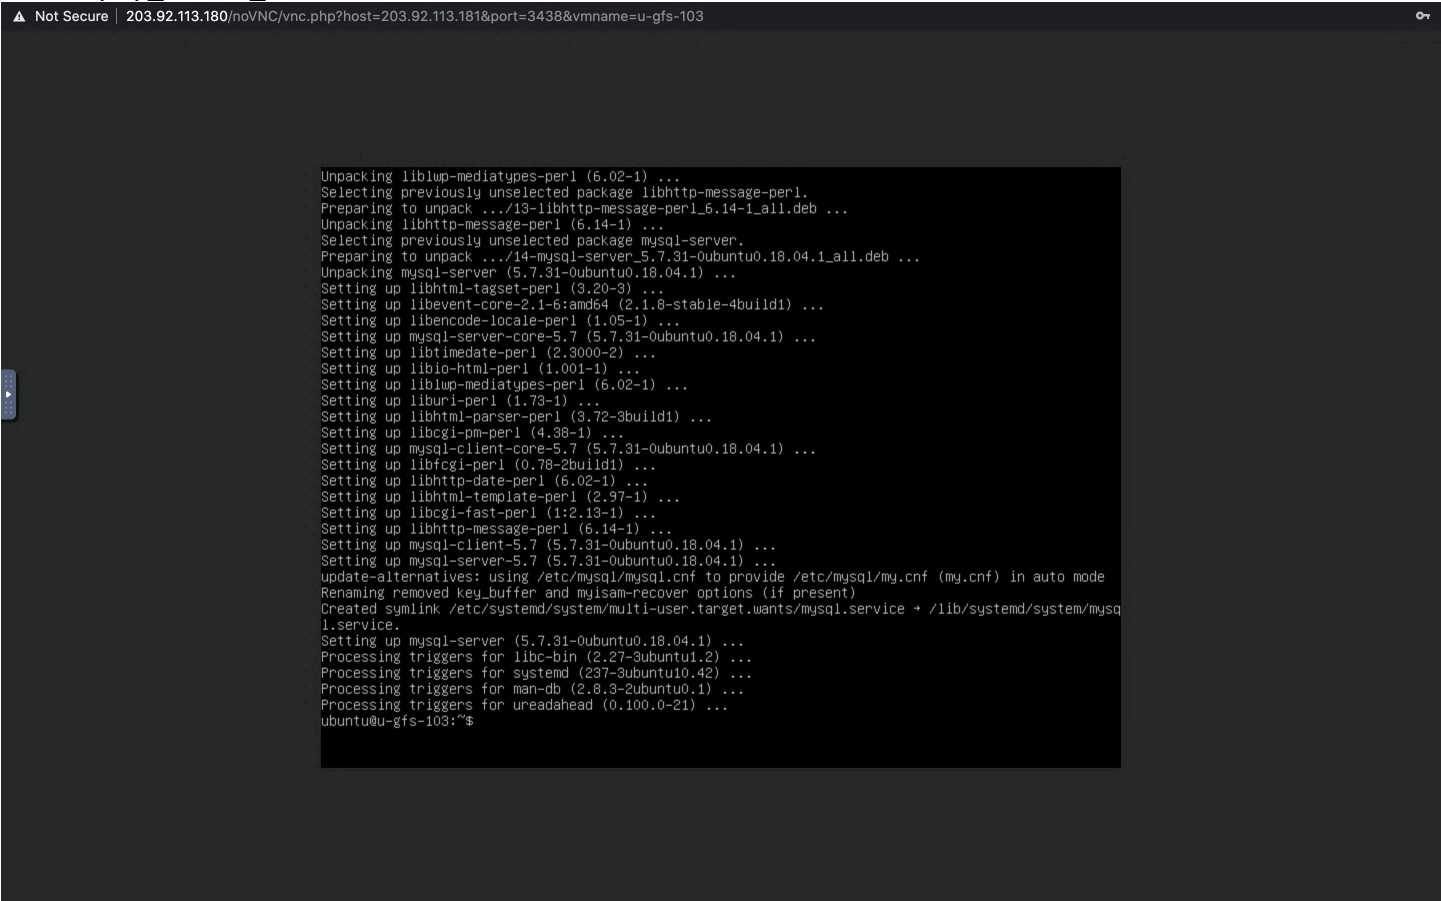 Not Secure | 203.92.113.180/noVNC/vnc.php?host=203.92.113.181&port=3438&vmname=u-gfs-103
Unpacking liblwp-mediatypes-perl (6.02-1) ...
Selecting previously unselected package libhttp-message-perl.
Preparing to unpack .../13-libhttp-message-perl_6.14-1_all.deb ...
Unpacking libhttp-message-perl (6.14-1) ...
Selecting previously unselected package mysql-server.
Preparing to unpack .../14-mysql-server_5.7.31-0ubuntu0.18.04.1_all.deb ...
Unpacking mysql-server (5.7.31-0ubuntu0.18.04.1) ...
Setting up libhtml-tagset-perl (3.20-3) ...
Setting up libevent-core-2.1-6:amd64 (2.1.8-stable-4build1) ...
Setting up libencode-locale-perl (1.05-1) ...
Setting up mysql-server-core-5.7 (5.7.31-0ubuntu0.18.04.1) ...
Setting up libtimedate-perl (2.3000-2) ...
Setting up libio-html-perl (1.001-1) ...
Setting up liblwp-mediatypes-perl (6.02-1) ...
Setting up liburi-perl (1.73-1) ...
Setting up libhtml-parser-perl (3.72-3build1) ...
Setting up libcgi-pm-perl (4.38-1) ...
Setting up mysql-client-core-5.7 (5.7.31-0ubuntu0.18.04.1) ...
Setting up libfcgi-perl (0.78-2build1) ...
Setting up libhttp-date-perl (6.02-1) ...
Setting up libhtml-template-perl (2.97-1) ...
Setting up libcgi-fast-perl (1:2.13-1) ...
Setting up libhttp-message-perl (6.14-1) ...
Setting up mysql-client-5.7 (5.7.31-0ubuntu0.18.04.1) ...
Setting up mysql-server-5.7 (5.7.31-0ubuntu0.18.04.1) ...
update-alternatives: using /etc/mysql/mysql.cnf to provide /etc/mysql/my.cnf (my.cnf) in auto mode
Renaming removed key_buffer and myisam-recover options (if present)
Created symlink /etc/systemd/system/multi-user.target.wants/mysql.service → /lib/systemd/system/mysq
l.service.
Setting up mysql-server (5.7.31-0ubuntu0.18.04.1) ...
Processing triggers for libc-bin (2.27-3ubuntu1.2) ...
Processing triggers for systemd (237-3ubuntu10.42) ...
Processing triggers for man-db (2.8.3-2ubuntu0.1) ...
Processing triggers for ureadahead (0.100.0-21) ...
ubuntu@u-gfs-103:~$